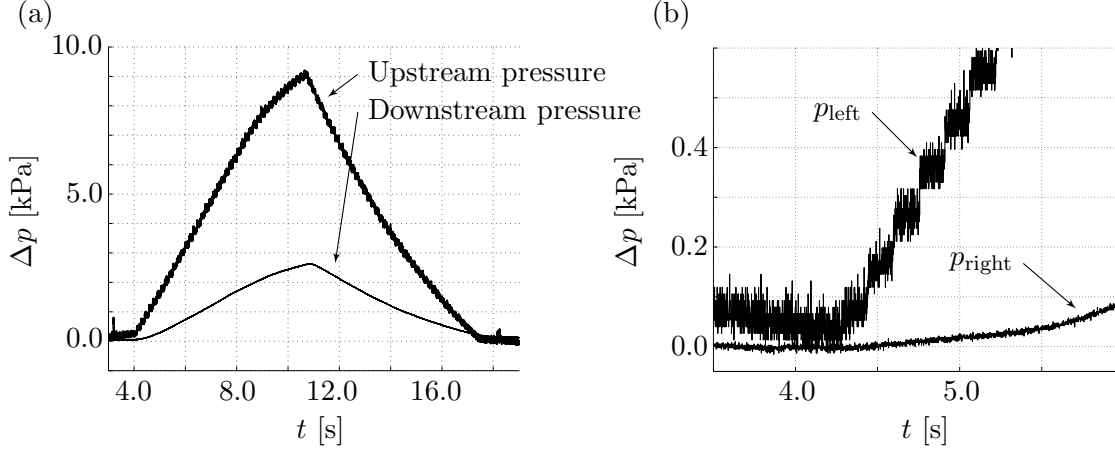 (a)
10.0
5.0
0.0
Δp [kPa]
4.0 8.0 12.0 16.0
t [s]
Upstream pressure
Downstream pressure
(b)
0.4
0.2
0.0
Δp [kPa]
4.0 5.0
t [s]
p_left
p_right